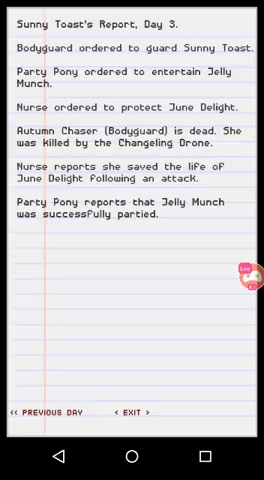 Sunny Toast's Report, Day 3.
Bodyguard ordered to guard Sunny Toast.
Party Pony ordered to entertain Jelly
Munch.
Nurse ordered to protect June Delight.
Autumn Chaser (Bodyguard) is dead. She
was killed by the Changeling Drone.
Nurse reports she saved the life of
June Delight following an attack.
Party Pony reports that Jelly Munch
was successfully partied.
Live
<< PREVIOUS DAY < EXIT >